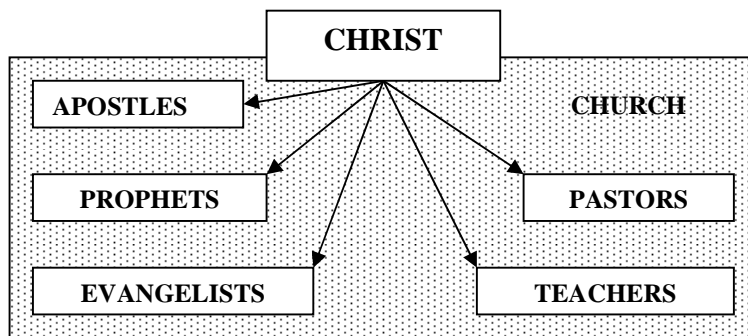 CHRIST
APOSTLES
CHURCH
PROPHETS
PASTORS
EVANGELISTS
TEACHERS